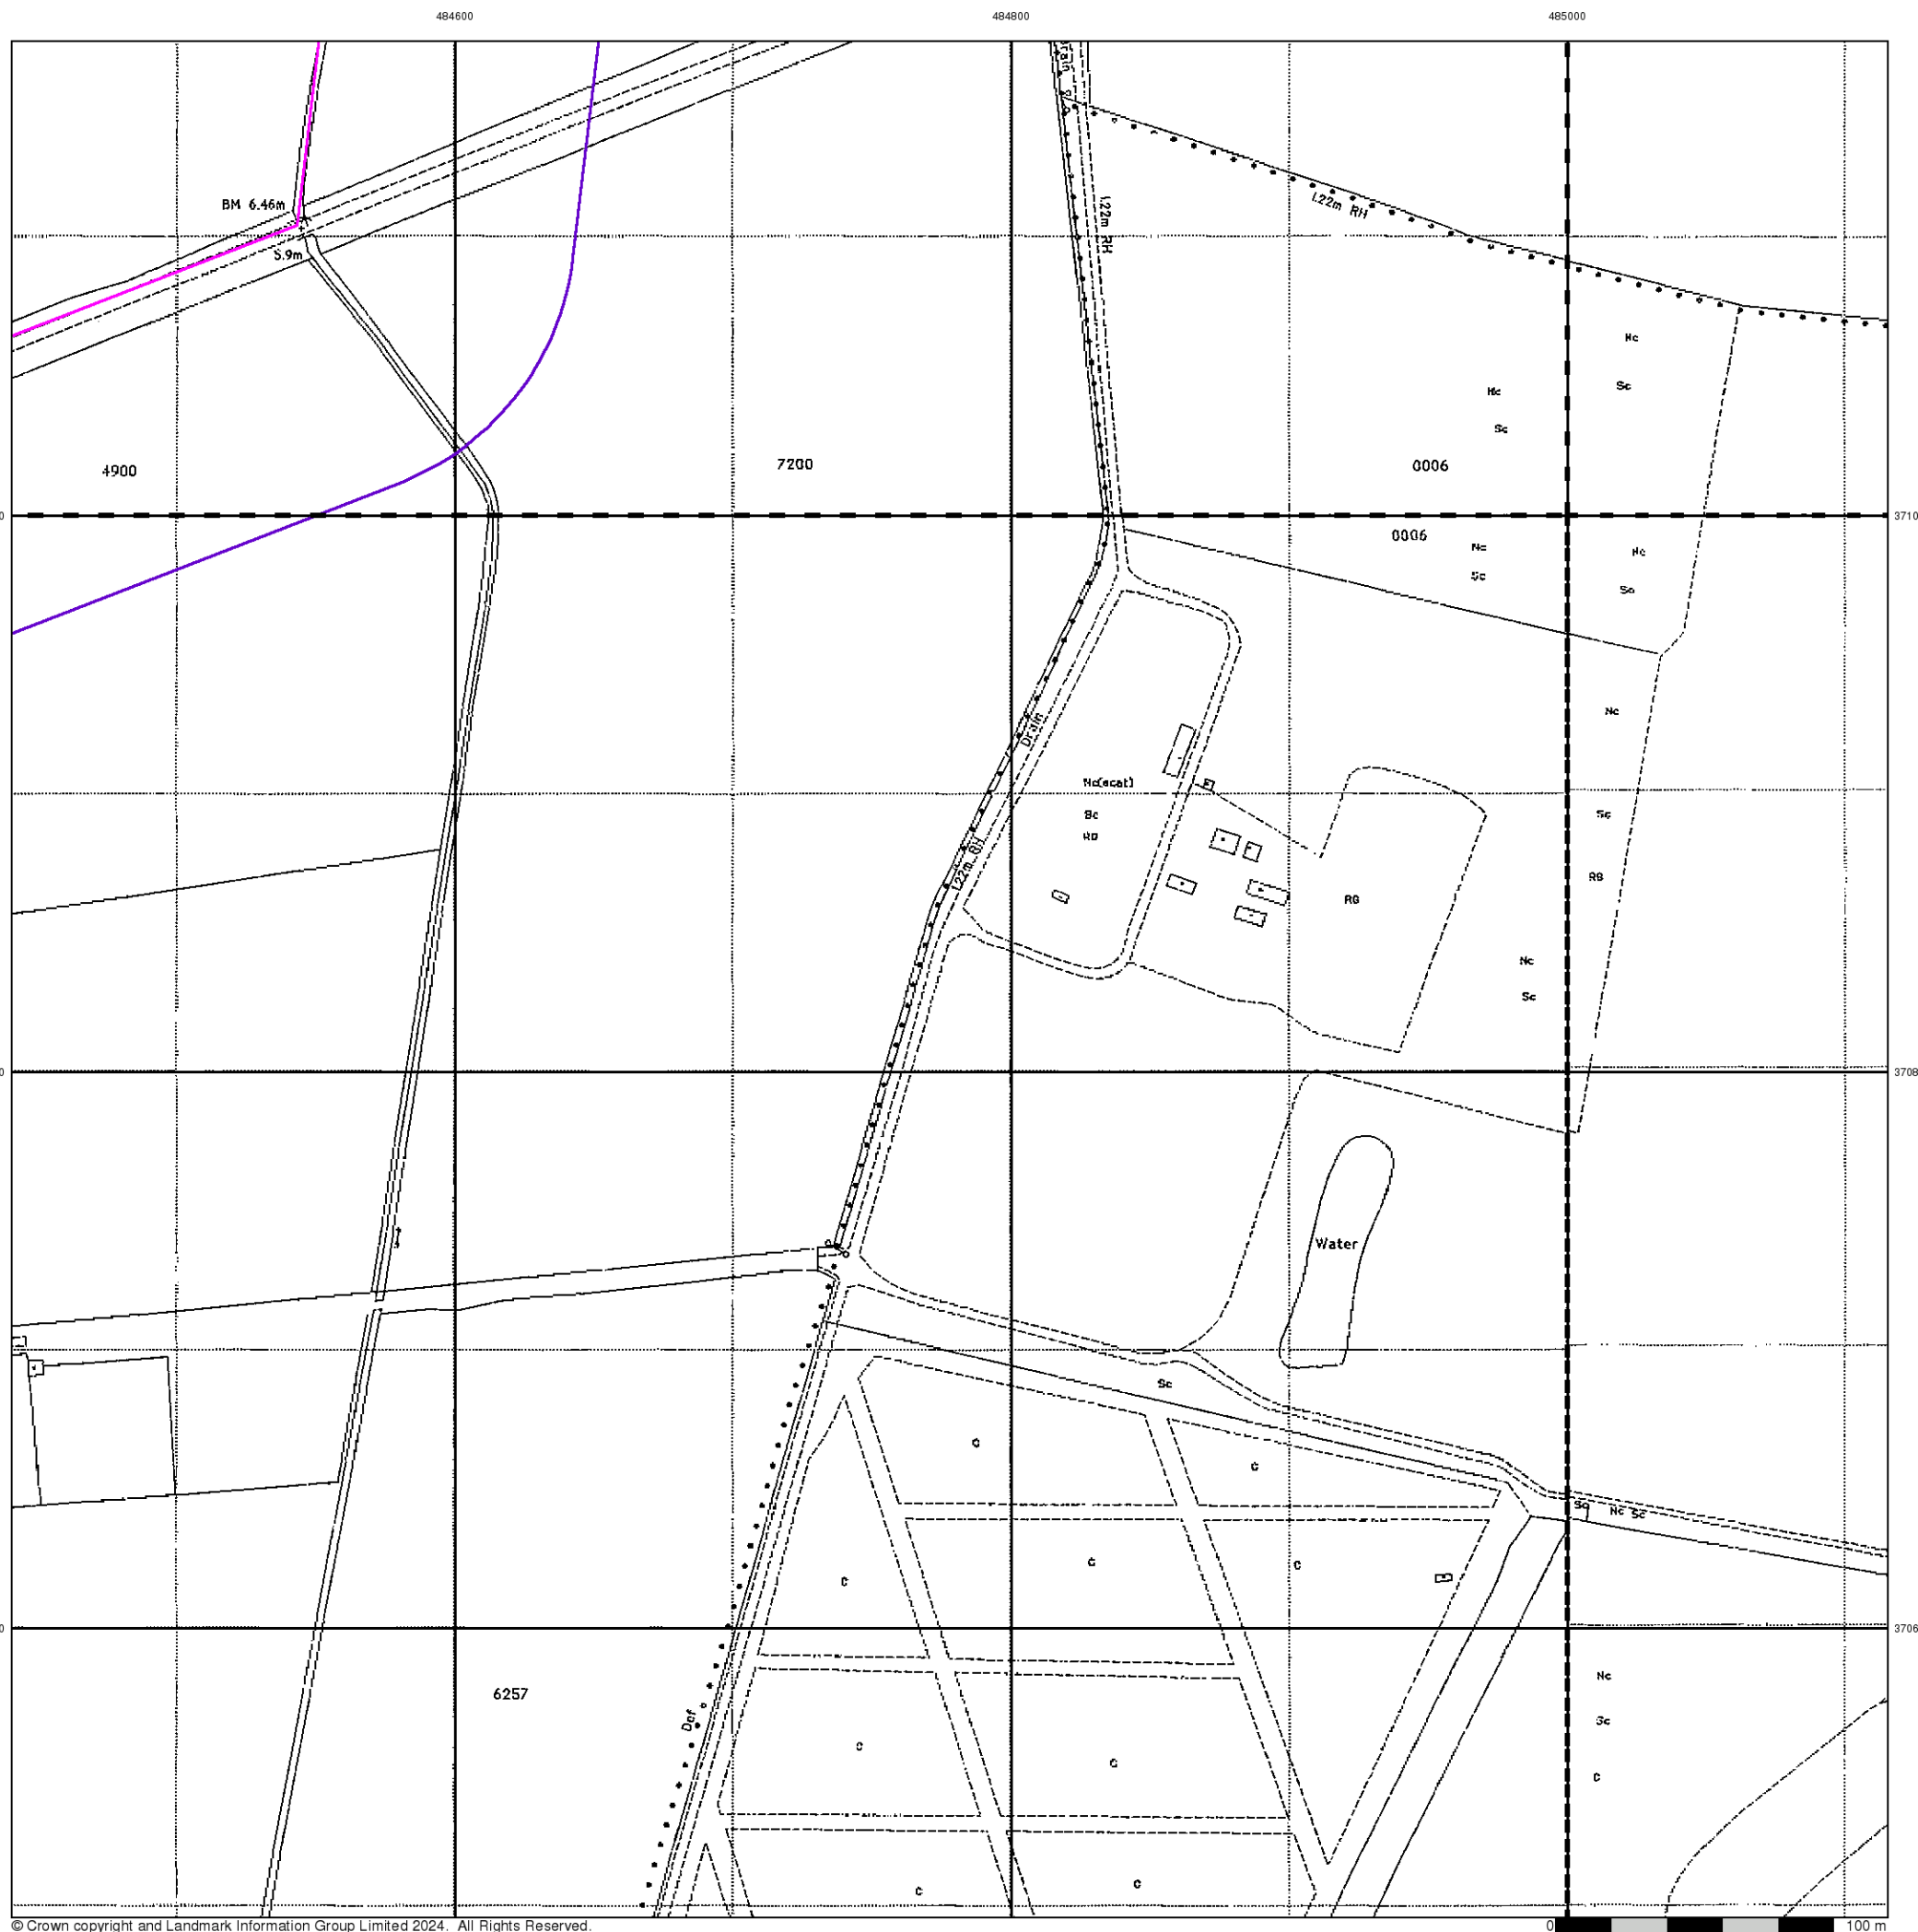 484600 484800 485000
Drain
BM 6.46m
1.22m RH
1.22m RH
5.9m
Nc
Nc Sc
Sc
4900 7200 0006
3710
0006
Nc Nc
Sc Sc
Nc
Drain
Nc(scat)
Sc Sc
RG
1.22m RH
RG
RG
Nc
Sc
3708
Water
Sc
C
C
Sc Nc Sc
C C
C
3706
Nc
6257
Def Sc
C
C
C
C
C
© Crown copyright and Landmark Information Group Limited 2024. All Rights Reserved.
0 100 m